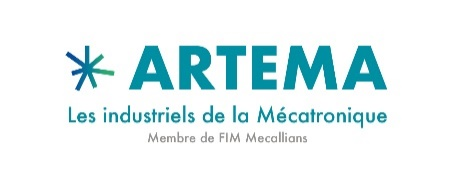 ARTEMA
Les industriels de la Mécatronique
Membre de FIM Mecallians